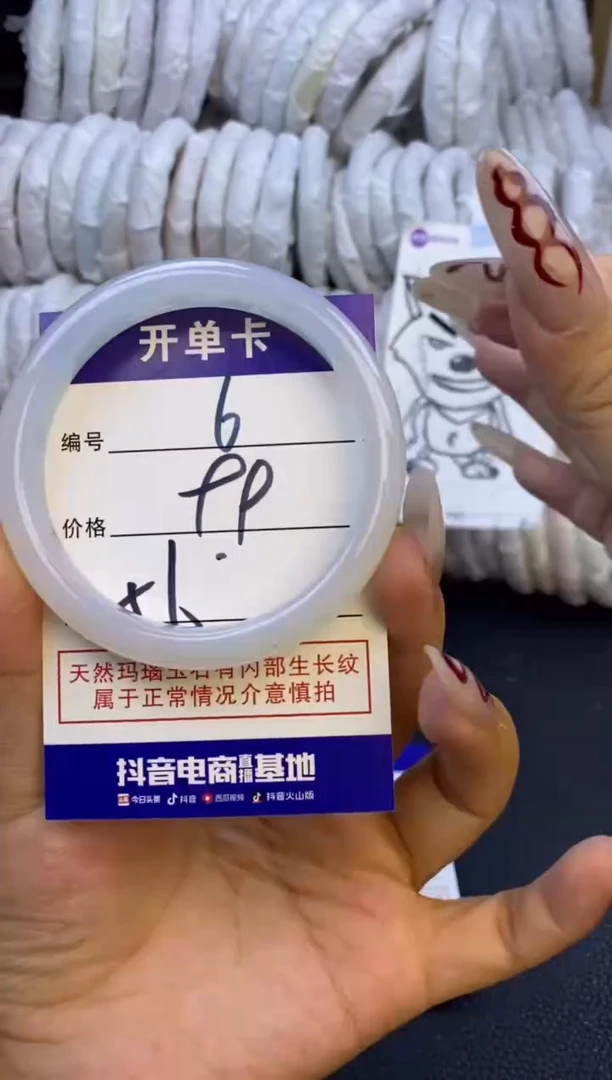 开单卡
编号 6
价格 99
天然玛瑙玉石有内部生长纹
属于正常情况介意慎拍
抖音电商直播基地
今日头条 抖音 西瓜视频 抖音火山版